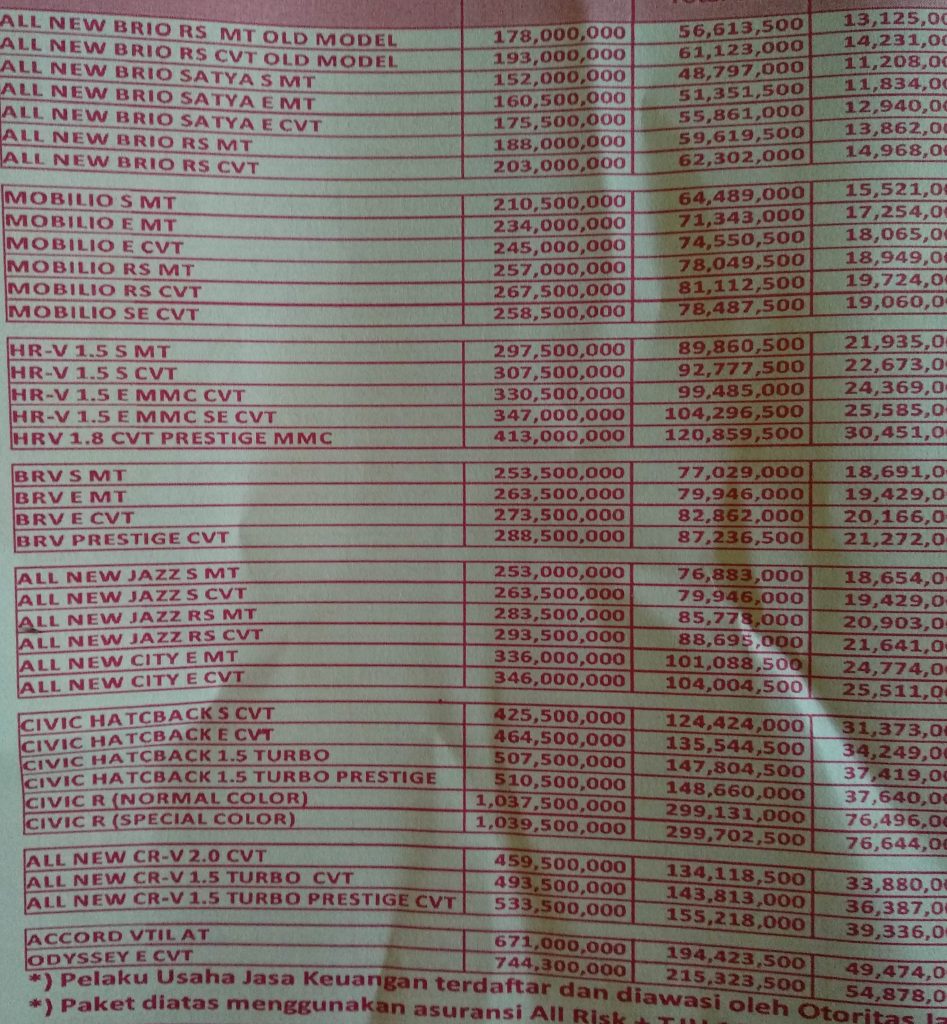 ALL NEW BRIO RS MT OLD MODEL 178,000,000 56,613,500 13,125,0
ALL NEW BRIO RS CVT OLD MODEL 193,000,000 61,123,000 14,231,0
ALL NEW BRIO SATYA S MT 152,000,000 48,797,000 11,208,0
ALL NEW BRIO SATYA E MT 160,500,000 51,351,500 11,834,0
ALL NEW BRIO SATYA E CVT 175,500,000 55,861,000 12,940,0
ALL NEW BRIO RS MT 188,000,000 59,619,500 13,862,0
ALL NEW BRIO RS CVT 203,000,000 62,302,000 14,968,0
MOBILIO S MT 210,500,000 64,489,000 15,521,0
MOBILIO E MT 234,000,000 71,343,000 17,254,0
MOBILIO E CVT 245,000,000 74,550,500 18,065,0
MOBILIO RS MT 257,000,000 78,049,500 18,949,0
MOBILIO RS CVT 267,500,000 81,112,500 19,724,0
MOBILIO SE CVT 258,500,000 78,487,500 19,060,0
HR-V 1.5 S MT 297,500,000 89,860,500 21,935,0
HR-V 1.5 S CVT 307,500,000 92,777,500 22,673,0
HR-V 1.5 E MMC CVT 330,500,000 99,485,000 24,369,0
HR-V 1.5 E MMC SE CVT 347,000,000 104,296,500 25,585,0
HRV 1.8 CVT PRESTIGE MMC 413,000,000 120,859,500 30,451,0
BRV S MT 253,500,000 77,029,000 18,691,0
BRV E MT 263,500,000 79,946,000 19,429,0
BRV E CVT 273,500,000 82,862,000 20,166,0
BRV PRESTIGE CVT 288,500,000 87,236,500 21,272,0
ALL NEW JAZZ S MT 253,000,000 76,883,000 18,654,0
ALL NEW JAZZ S CVT 263,500,000 79,946,000 19,429,0
ALL NEW JAZZ RS MT 283,500,000 85,778,000 20,903,0
ALL NEW JAZZ RS CVT 293,500,000 88,695,000 21,641,0
ALL NEW CITY E MT 336,000,000 101,088,500 24,774,0
ALL NEW CITY E CVT 346,000,000 104,004,500 25,511,0
CIVIC HATCBACK S CVT 425,500,000 124,424,000 31,373,0
CIVIC HATCBACK E CVT 464,500,000 135,544,500 34,249,0
CIVIC HATCBACK 1.5 TURBO 507,500,000 147,804,500 37,419,0
CIVIC HATCBACK 1.5 TURBO PRESTIGE 510,500,000 148,660,000 37,640,0
CIVIC R (NORMAL COLOR) 1,037,500,000 299,131,000 76,496,0
CIVIC R (SPECIAL COLOR) 1,039,500,000 299,702,500 76,644,0
ALL NEW CR-V 2.0 CVT 459,500,000 134,118,500 33,880,0
ALL NEW CR-V 1.5 TURBO CVT 493,500,000 143,813,000 36,387,0
ALL NEW CR-V 1.5 TURBO PRESTIGE CVT 533,500,000 155,218,000 39,336,0
ACCORD VTIL AT 671,000,000 194,423,500 49,474,0
ODYSSEY E CVT 744,300,000 215,323,500 54,878,0
*) Pelaku Usaha Jasa Keuangan terdaftar dan diawasi oleh Otoritas
*) Paket diatas menggunakan asuransi All Risk +